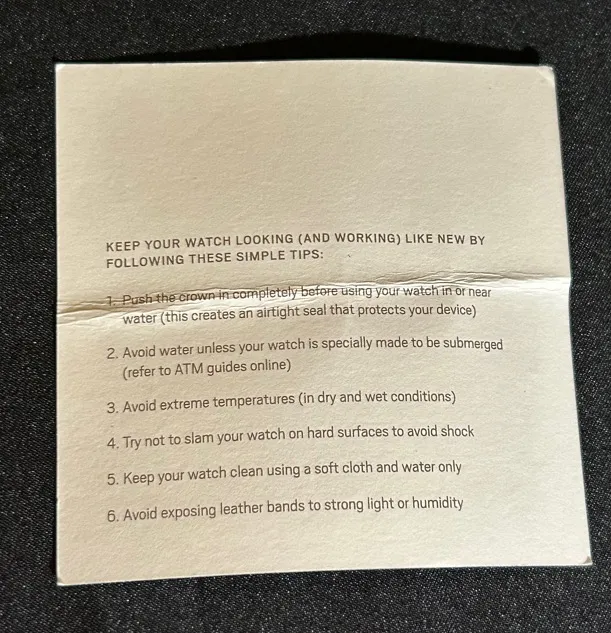 KEEP YOUR WATCH LOOKING (AND WORKING) LIKE NEW BY
FOLLOWING THESE SIMPLE TIPS:
1. Push the crown in completely before using your watch in or near
water (this creates an airtight seal that protects your device)
2. Avoid water unless your watch is specially made to be submerged
(refer to ATM guides online)
3. Avoid extreme temperatures (in dry and wet conditions)
4. Try not to slam your watch on hard surfaces to avoid shock
5. Keep your watch clean using a soft cloth and water only
6. Avoid exposing leather bands to strong light or humidity